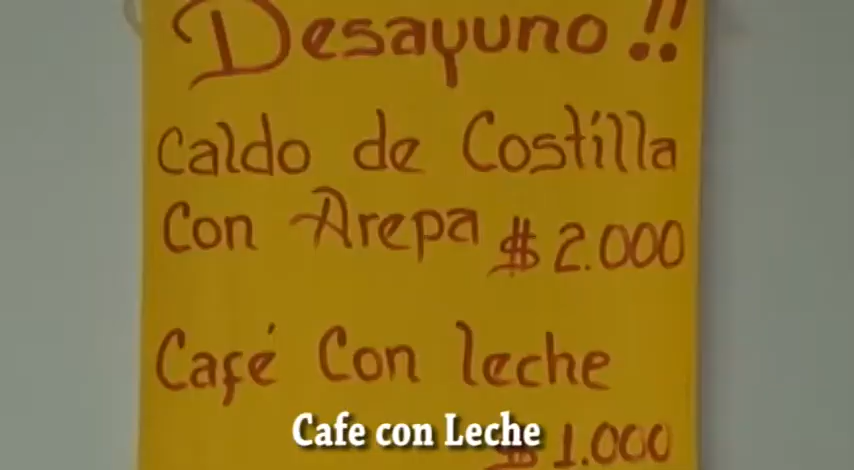 Desayuno !!
Caldo de Costilla
Con Arepa $ 2.000
Café Con leche
Cafe con Leche
$ 1.000